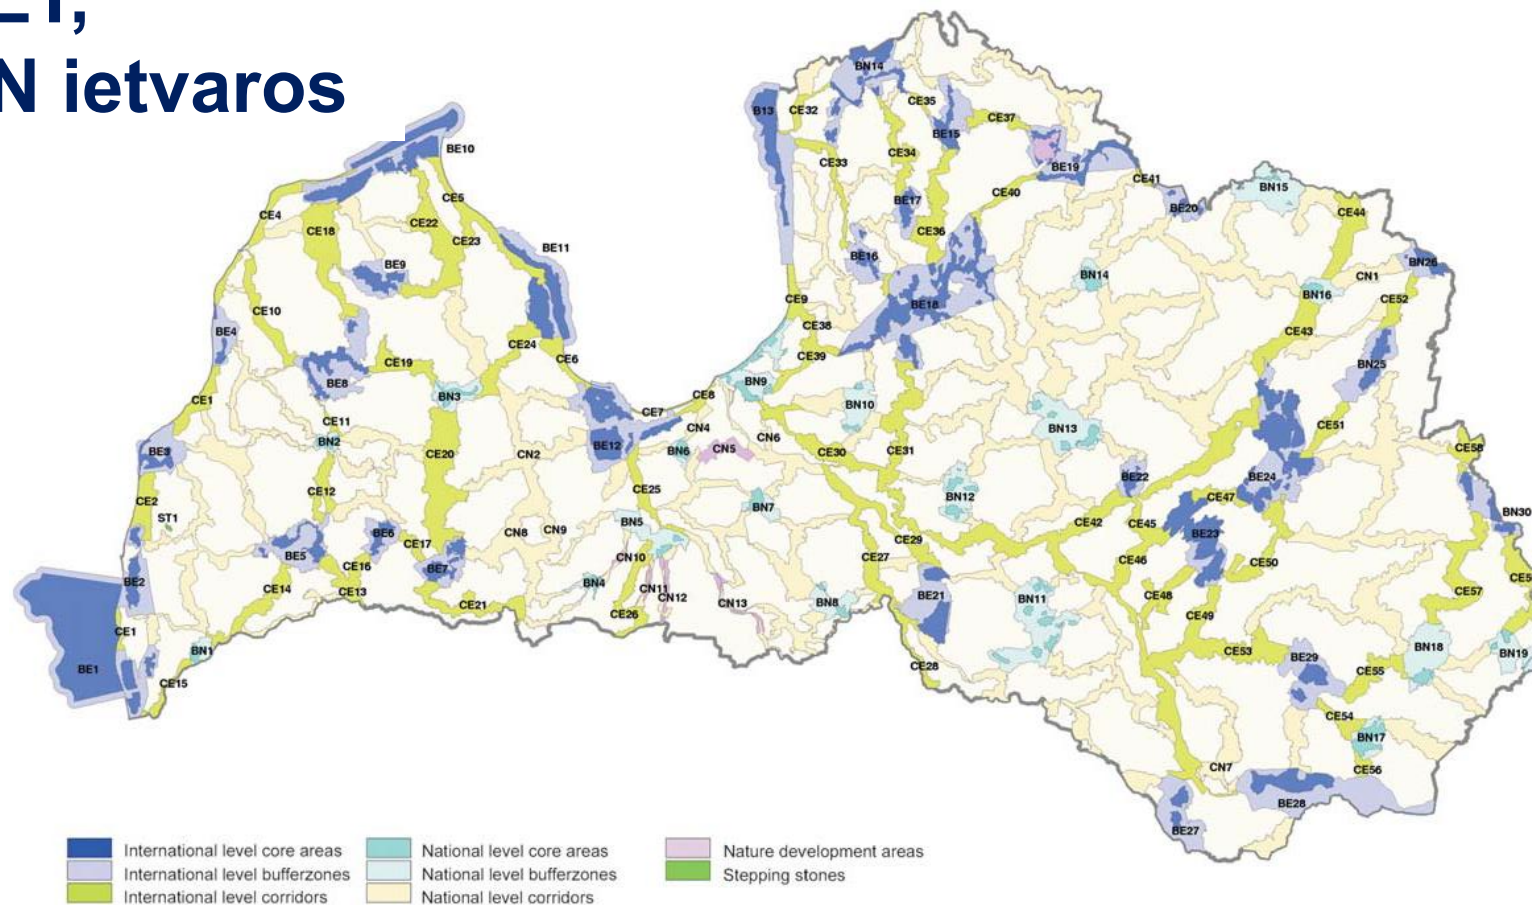 N ietvaros
BN14
B13
CE32
CE35
CE37
BE15
BE10
CE34
CE33
BE19
CE5
CE40
CE41
BE17
BN15
BE20
CE4
CE22
CE18
CE23
CE36
CE44
BE11
BE16
BE9
BN14
CN1
BN26
BN16
CE9
CE52
BE18
CE10
CE38
BE4
CE43
CE24
CE39
CE6
CE19
BN25
BE8
BN9
CE8
BN3
CE1
BN10
CE7
CE11
CN4
CE51
BN13
BN2
CN6
BE12
BE3
CN2
BN6
CN5
CE30
CE31
CE58
CE20
BE22
BE24
CE25
CE12
CE2
BN12
CE47
BN7
ST1
BN5
CE42
CE45
BN30
BE6
CN8
CN9
BE23
CE29
CE17
BE5
CN10
CE27
CE46
CE50
CE16
BE7
BE2
BN4
CE14
CN11
CE13
CN12
CN13
BN8
BE21
BN11
CE48
CE57
CE21
CE26
CE49
CE1
BN1
CE53
BN18
BN19
BE1
CE28
BE29
CE55
CE15
CE54
BN17
CN7
CE56
BE28
BE27
International level core areas
International level bufferzones
International level corridors
National level core areas
National level bufferzones
National level corridors
Nature development areas
Stepping stones